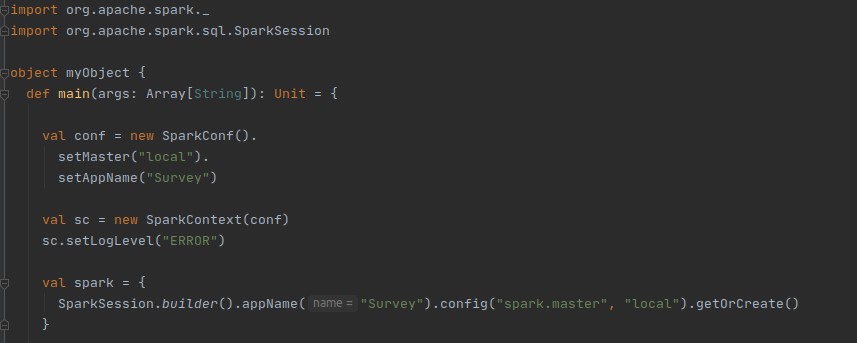 import org.apache.spark._
import org.apache.spark.sql.SparkSession
object myObject {
def main(args: Array[String]): Unit = {
val conf = new SparkConf().
setMaster("local").
setAppName("Survey")
val sc = new SparkContext(conf)
sc.setLogLevel("ERROR")
val spark = {
SparkSession.builder().appName( name = "Survey").config("spark.master", "local").getOrCreate()
}